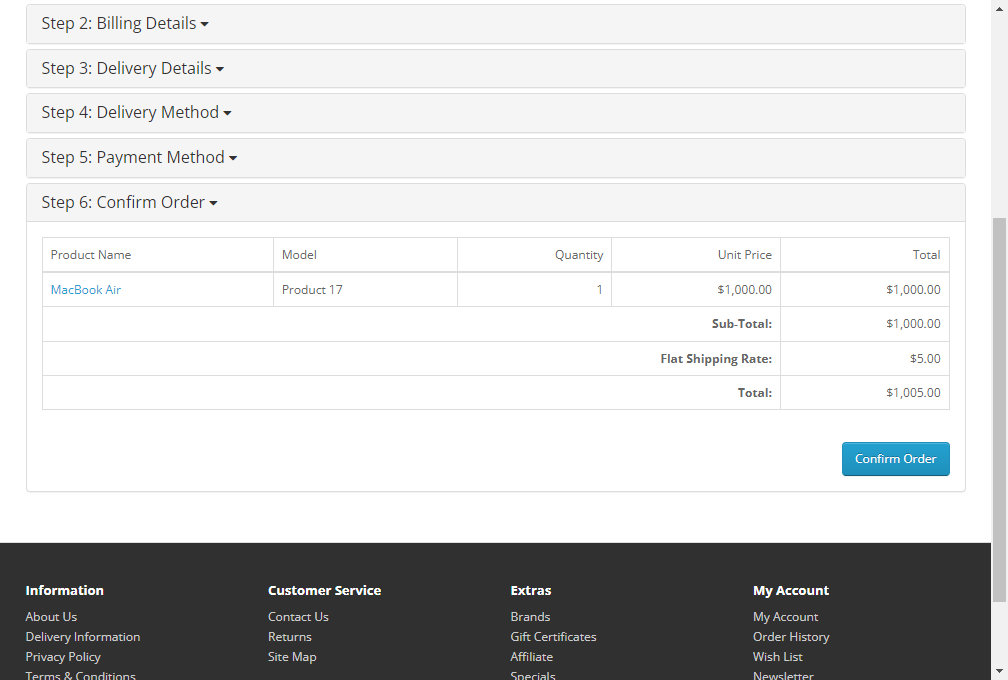 Step 2: Billing Details
Step 3: Delivery Details
Step 4: Delivery Method
Step 5: Payment Method
Step 6: Confirm Order
Product Name Model Quantity Unit Price Total
MacBook Air Product 17 1 $1,000.00 $1,000.00
Sub-Total: $1,000.00
Flat Shipping Rate: $5.00
Total: $1,005.00
Confirm Order
Information
About Us
Delivery Information
Privacy Policy
Terms & Conditions
Customer Service
Contact Us
Returns
Site Map
Extras
Brands
Gift Certificates
Affiliate
Specials
My Account
My Account
Order History
Wish List
Newsletter